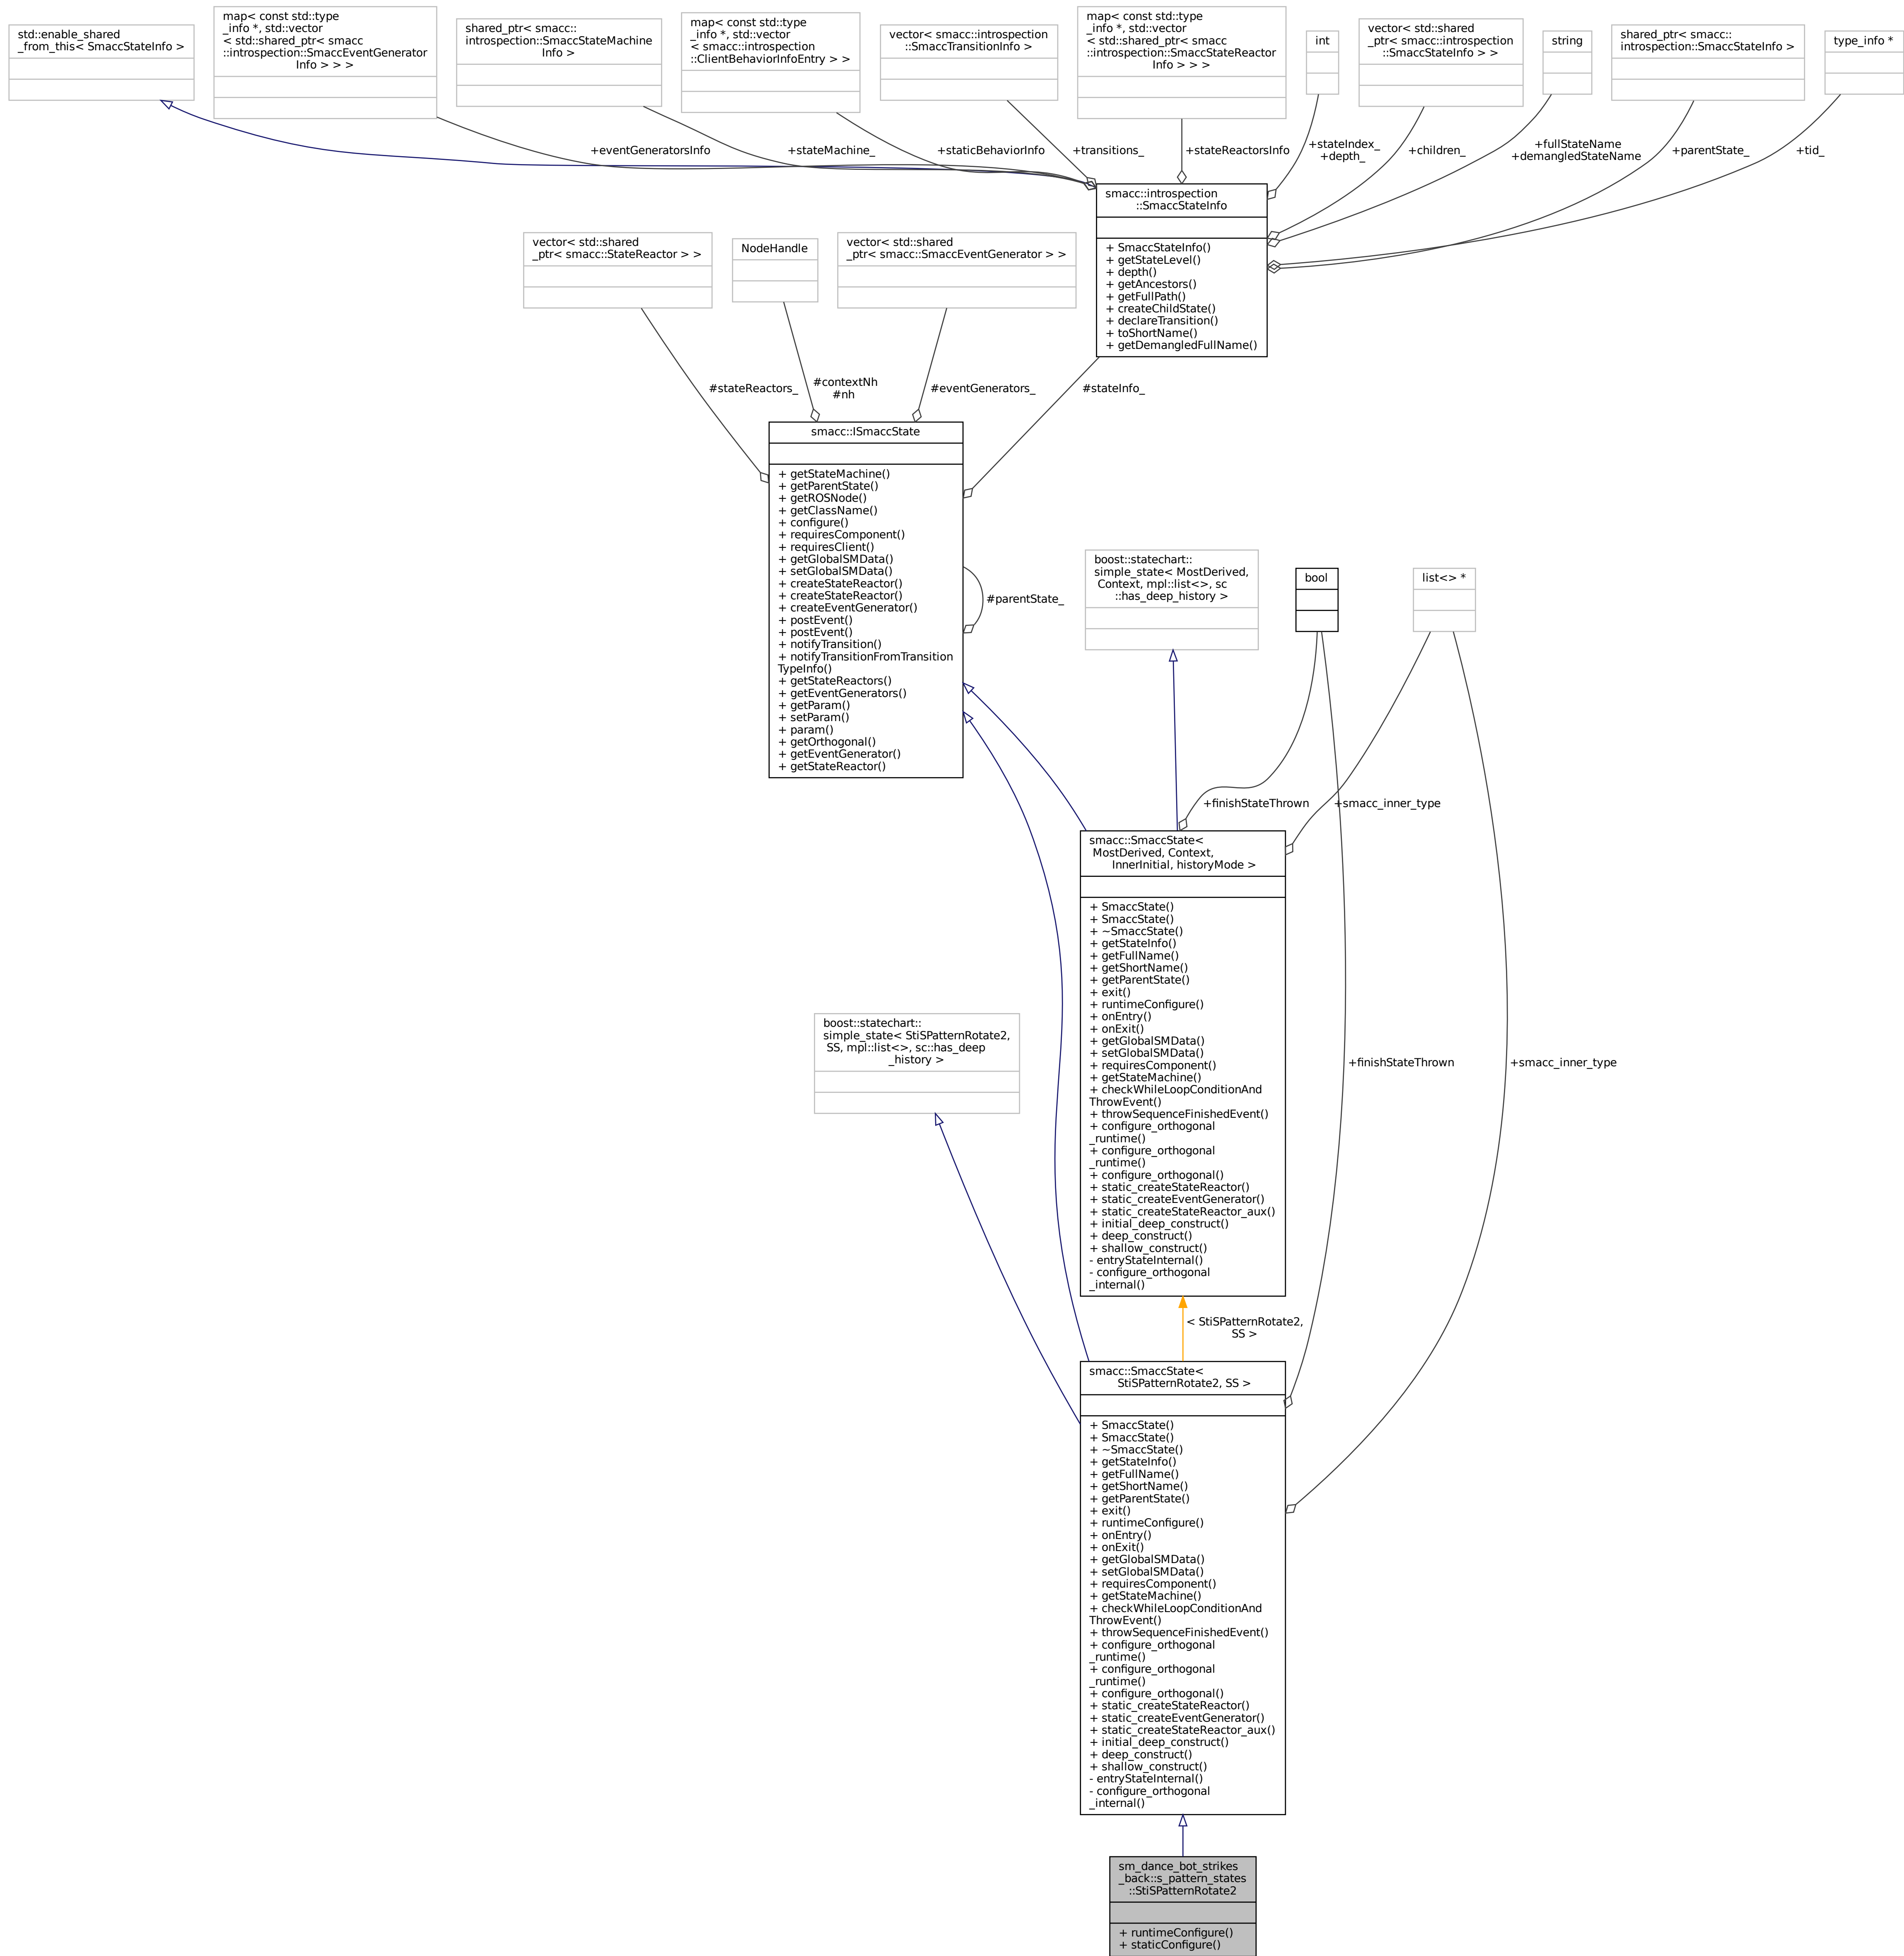 std::enable_shared
_from_this< SmaccStateInfo >
map< const std::type
_info *, std::vector
< std::shared_ptr< smacc
::introspection::SmaccEventGenerator
Info > > >
shared_ptr< smacc::
introspection::SmaccStateMachine
Info >
map< const std::type
_info *, std::vector
< smacc::introspection
::ClientBehaviorInfoEntry > >
vector< smacc::introspection
::SmaccTransitionInfo >
map< const std::type
_info *, std::vector
< std::shared_ptr< smacc
::introspection::SmaccStateReactor
Info > > >
int
vector< std::shared
_ptr< smacc::introspection
::SmaccStateInfo > >
string
shared_ptr< smacc::
introspection::SmaccStateInfo >
type_info *
+eventGeneratorsInfo
+stateMachine_
+staticBehaviorInfo
+transitions_
+stateReactorsInfo
+stateIndex_
+depth_
+children_
+fullStateName
+demangledStateName
+parentState_
+tid_
smacc::introspection
::SmaccStateInfo
+ SmaccStateInfo()
+ getStateLevel()
+ depth()
+ getAncestors()
+ getFullPath()
+ createChildState()
+ declareTransition()
+ toShortName()
+ getDemangledFullName()
vector< std::shared
_ptr< smacc::StateReactor > >
NodeHandle
vector< std::shared
_ptr< smacc::SmaccEventGenerator > >
#stateReactors_
#contextNh
#nh
#eventGenerators_
#stateInfo_
smacc::ISmaccState
+ getStateMachine()
+ getParentState()
+ getROSNode()
+ getClassName()
+ configure()
+ requiresComponent()
+ requiresClient()
+ getGlobalSMData()
+ setGlobalSMData()
+ createStateReactor()
+ createStateReactor()
+ createEventGenerator()
+ postEvent()
+ postEvent()
+ notifyTransition()
+ notifyTransitionFromTransition
TypeInfo()
+ getStateReactors()
+ getEventGenerators()
+ getParam()
+ setParam()
+ param()
+ getOrthogonal()
+ getEventGenerator()
+ getStateReactor()
#parentState_
boost::statechart::
simple_state< MostDerived,
Context, mpl::list<>, sc
::has_deep_history >
bool
list<> *
+finishStateThrown
+smacc_inner_type
smacc::SmaccState<
MostDerived, Context,
InnerInitial, historyMode >
+ SmaccState()
+ SmaccState()
+ ~SmaccState()
+ getStateInfo()
+ getFullName()
+ getShortName()
+ getParentState()
+ exit()
+ runtimeConfigure()
+ onEntry()
+ onExit()
+ getGlobalSMData()
+ setGlobalSMData()
+ requiresComponent()
+ getStateMachine()
+ checkWhileLoopConditionAnd
ThrowEvent()
+ throwSequenceFinishedEvent()
+ configure_orthogonal
_runtime()
+ configure_orthogonal
_runtime()
+ configure_orthogonal()
+ static_createStateReactor()
+ static_createEventGenerator()
+ static_createStateReactor_aux()
+ initial_deep_construct()
+ deep_construct()
+ shallow_construct()
- entryStateInternal()
- configure_orthogonal
_internal()
boost::statechart::
simple_state< StiSPatternRotate2,
SS, mpl::list<>, sc::has_deep
_history >
+finishStateThrown
+smacc_inner_type
< StiSPatternRotate2,
SS >
smacc::SmaccState<
StiSPatternRotate2, SS >
+ SmaccState()
+ SmaccState()
+ ~SmaccState()
+ getStateInfo()
+ getFullName()
+ getShortName()
+ getParentState()
+ exit()
+ runtimeConfigure()
+ onEntry()
+ onExit()
+ getGlobalSMData()
+ setGlobalSMData()
+ requiresComponent()
+ getStateMachine()
+ checkWhileLoopConditionAnd
ThrowEvent()
+ throwSequenceFinishedEvent()
+ configure_orthogonal
_runtime()
+ configure_orthogonal
_runtime()
+ configure_orthogonal()
+ static_createStateReactor()
+ static_createEventGenerator()
+ static_createStateReactor_aux()
+ initial_deep_construct()
+ deep_construct()
+ shallow_construct()
- entryStateInternal()
- configure_orthogonal
_internal()
sm_dance_bot_strikes
_back::s_pattern_states
::StiSPatternRotate2
+ runtimeConfigure()
+ staticConfigure()